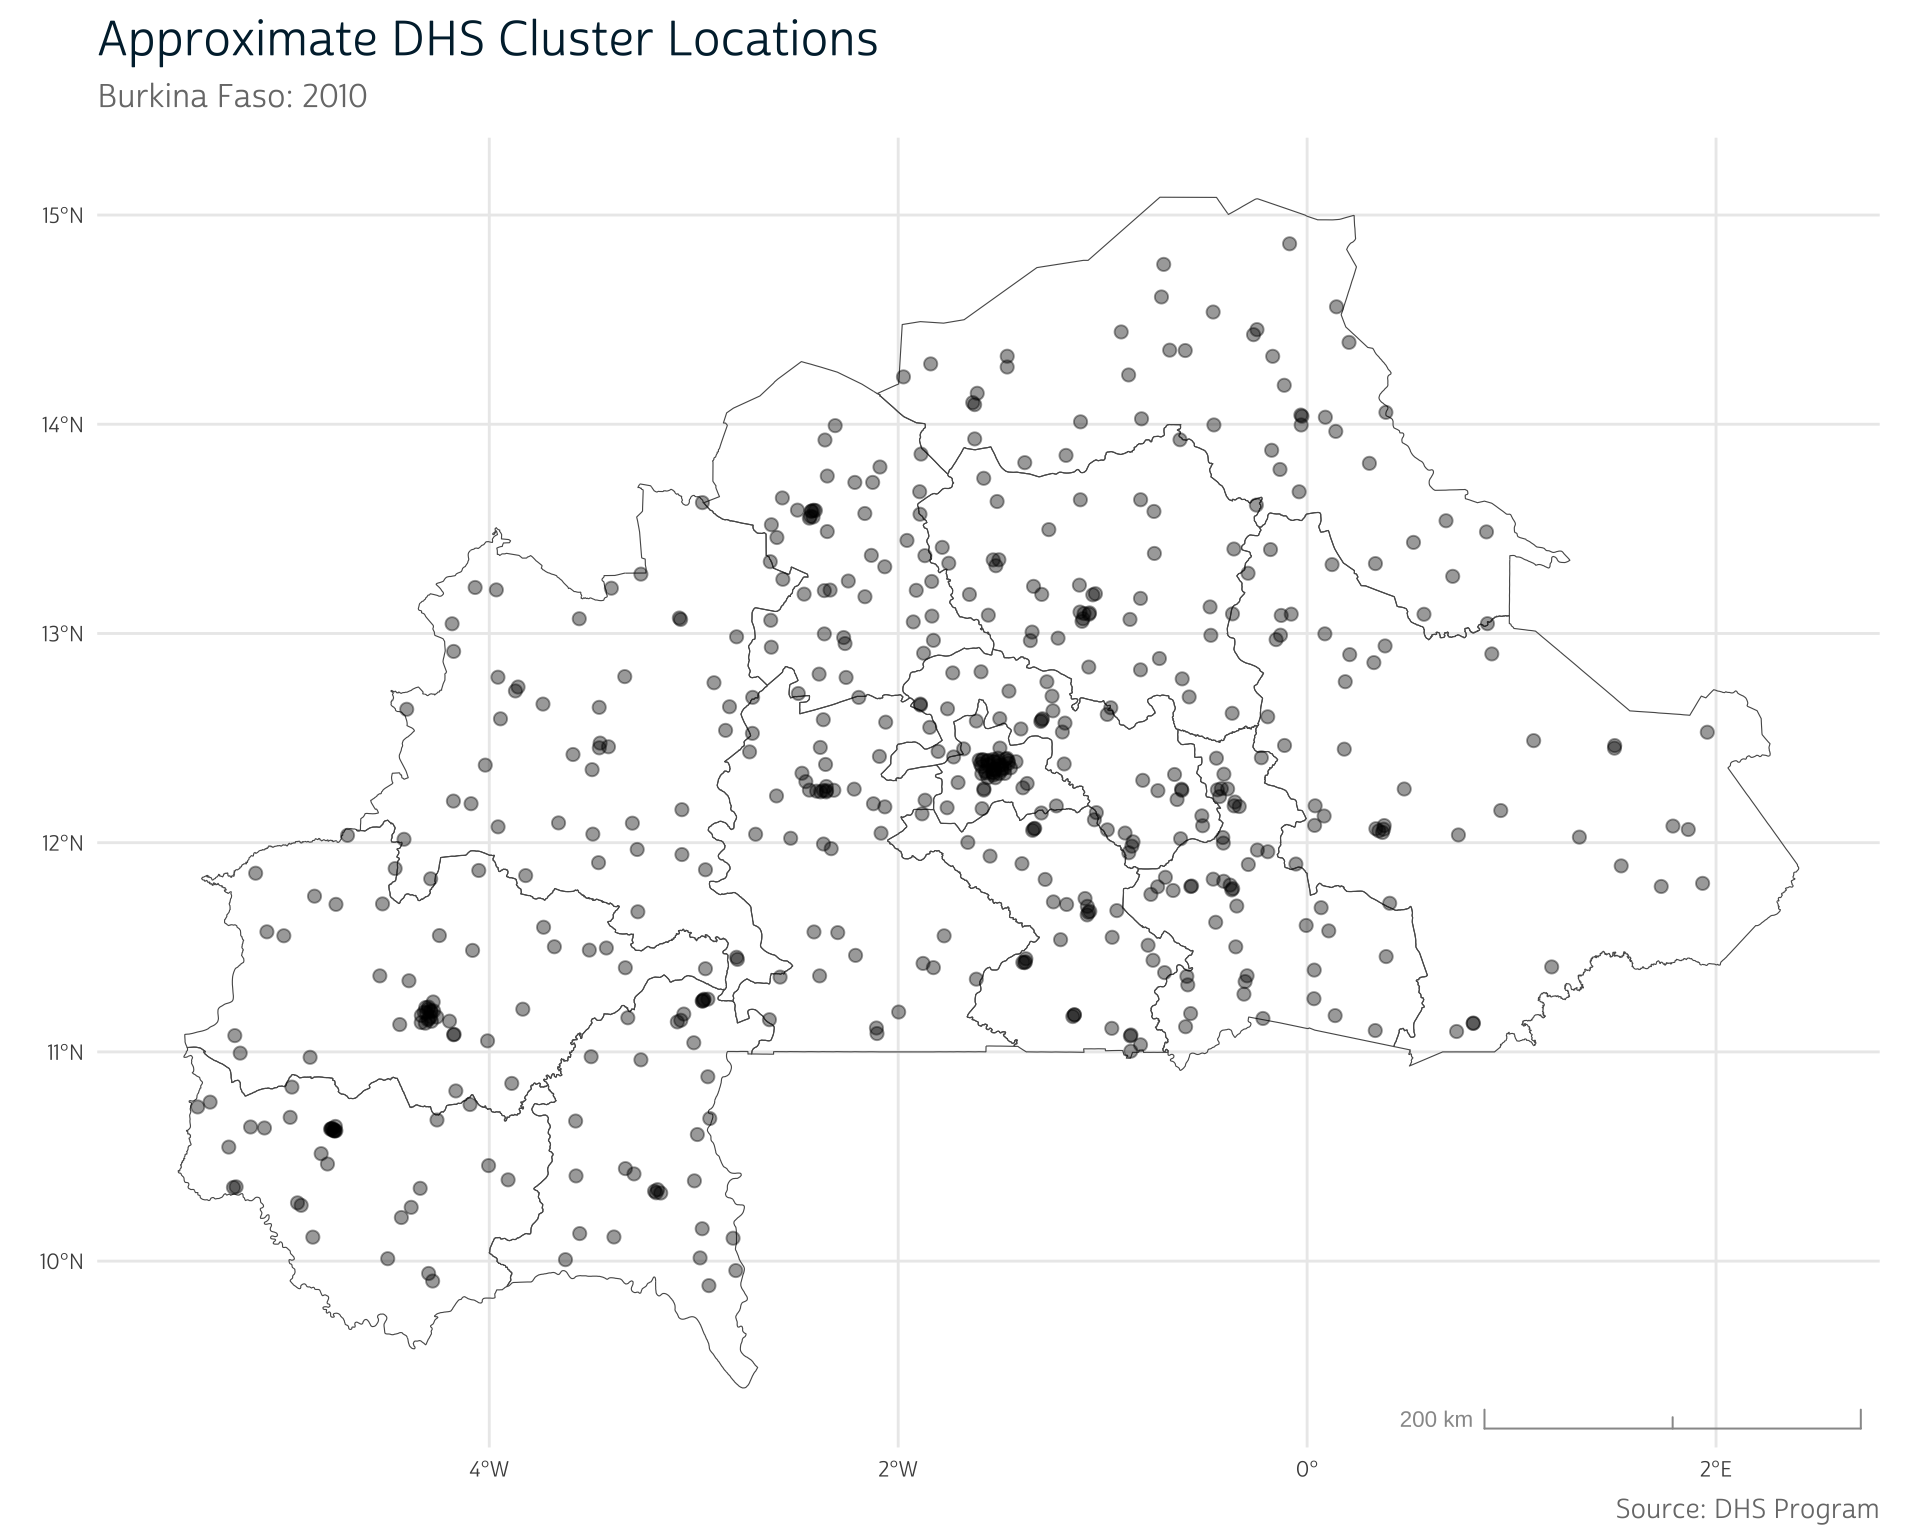 Approximate DHS Cluster Locations
Burkina Faso: 2010
15°N
14°N
13°N
12°N
11°N
10°N
200 km
4°W
2°W
0°
2°E
Source: DHS Program